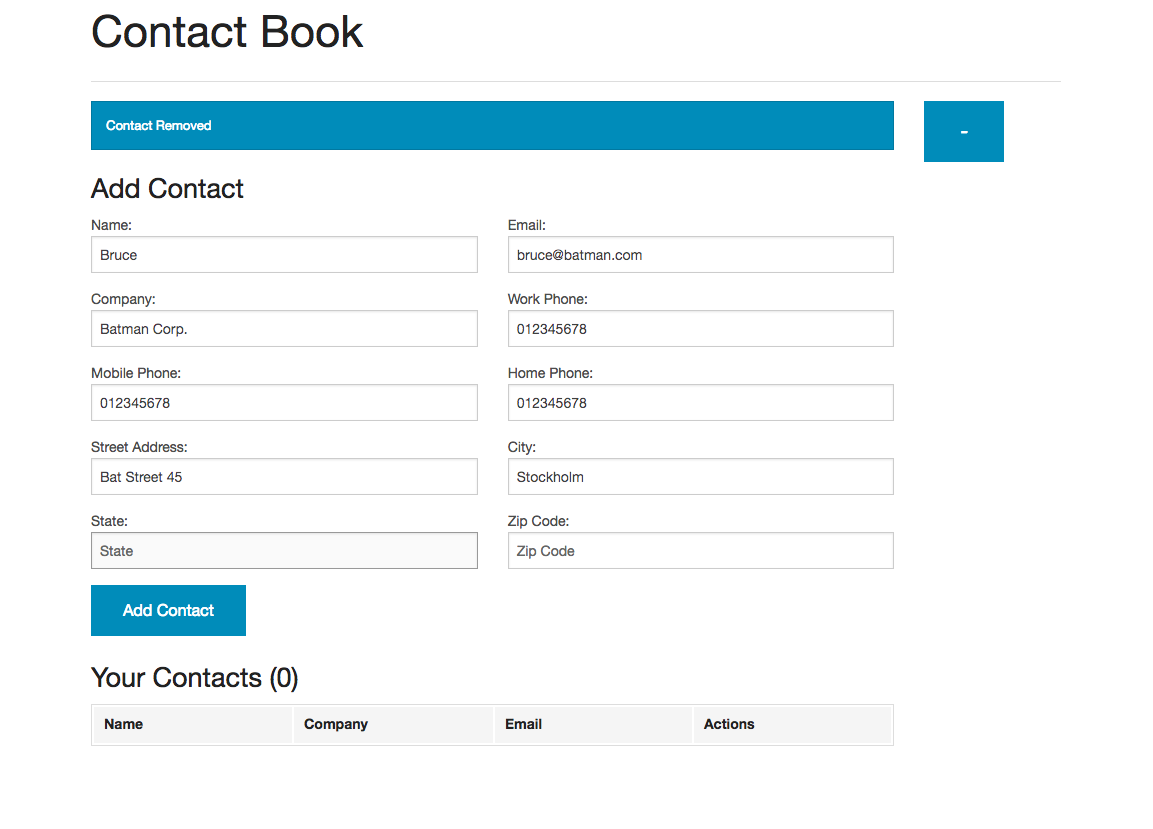 Contact Book
Contact Removed
-
Add Contact
Name: Email:
Bruce bruce@batman.com
Company: Work Phone:
Batman Corp. 012345678
Mobile Phone: Home Phone:
012345678 012345678
Street Address: City:
Bat Street 45 Stockholm
State: Zip Code:
State Zip Code
Add Contact
Your Contacts (0)
Name Company Email Actions